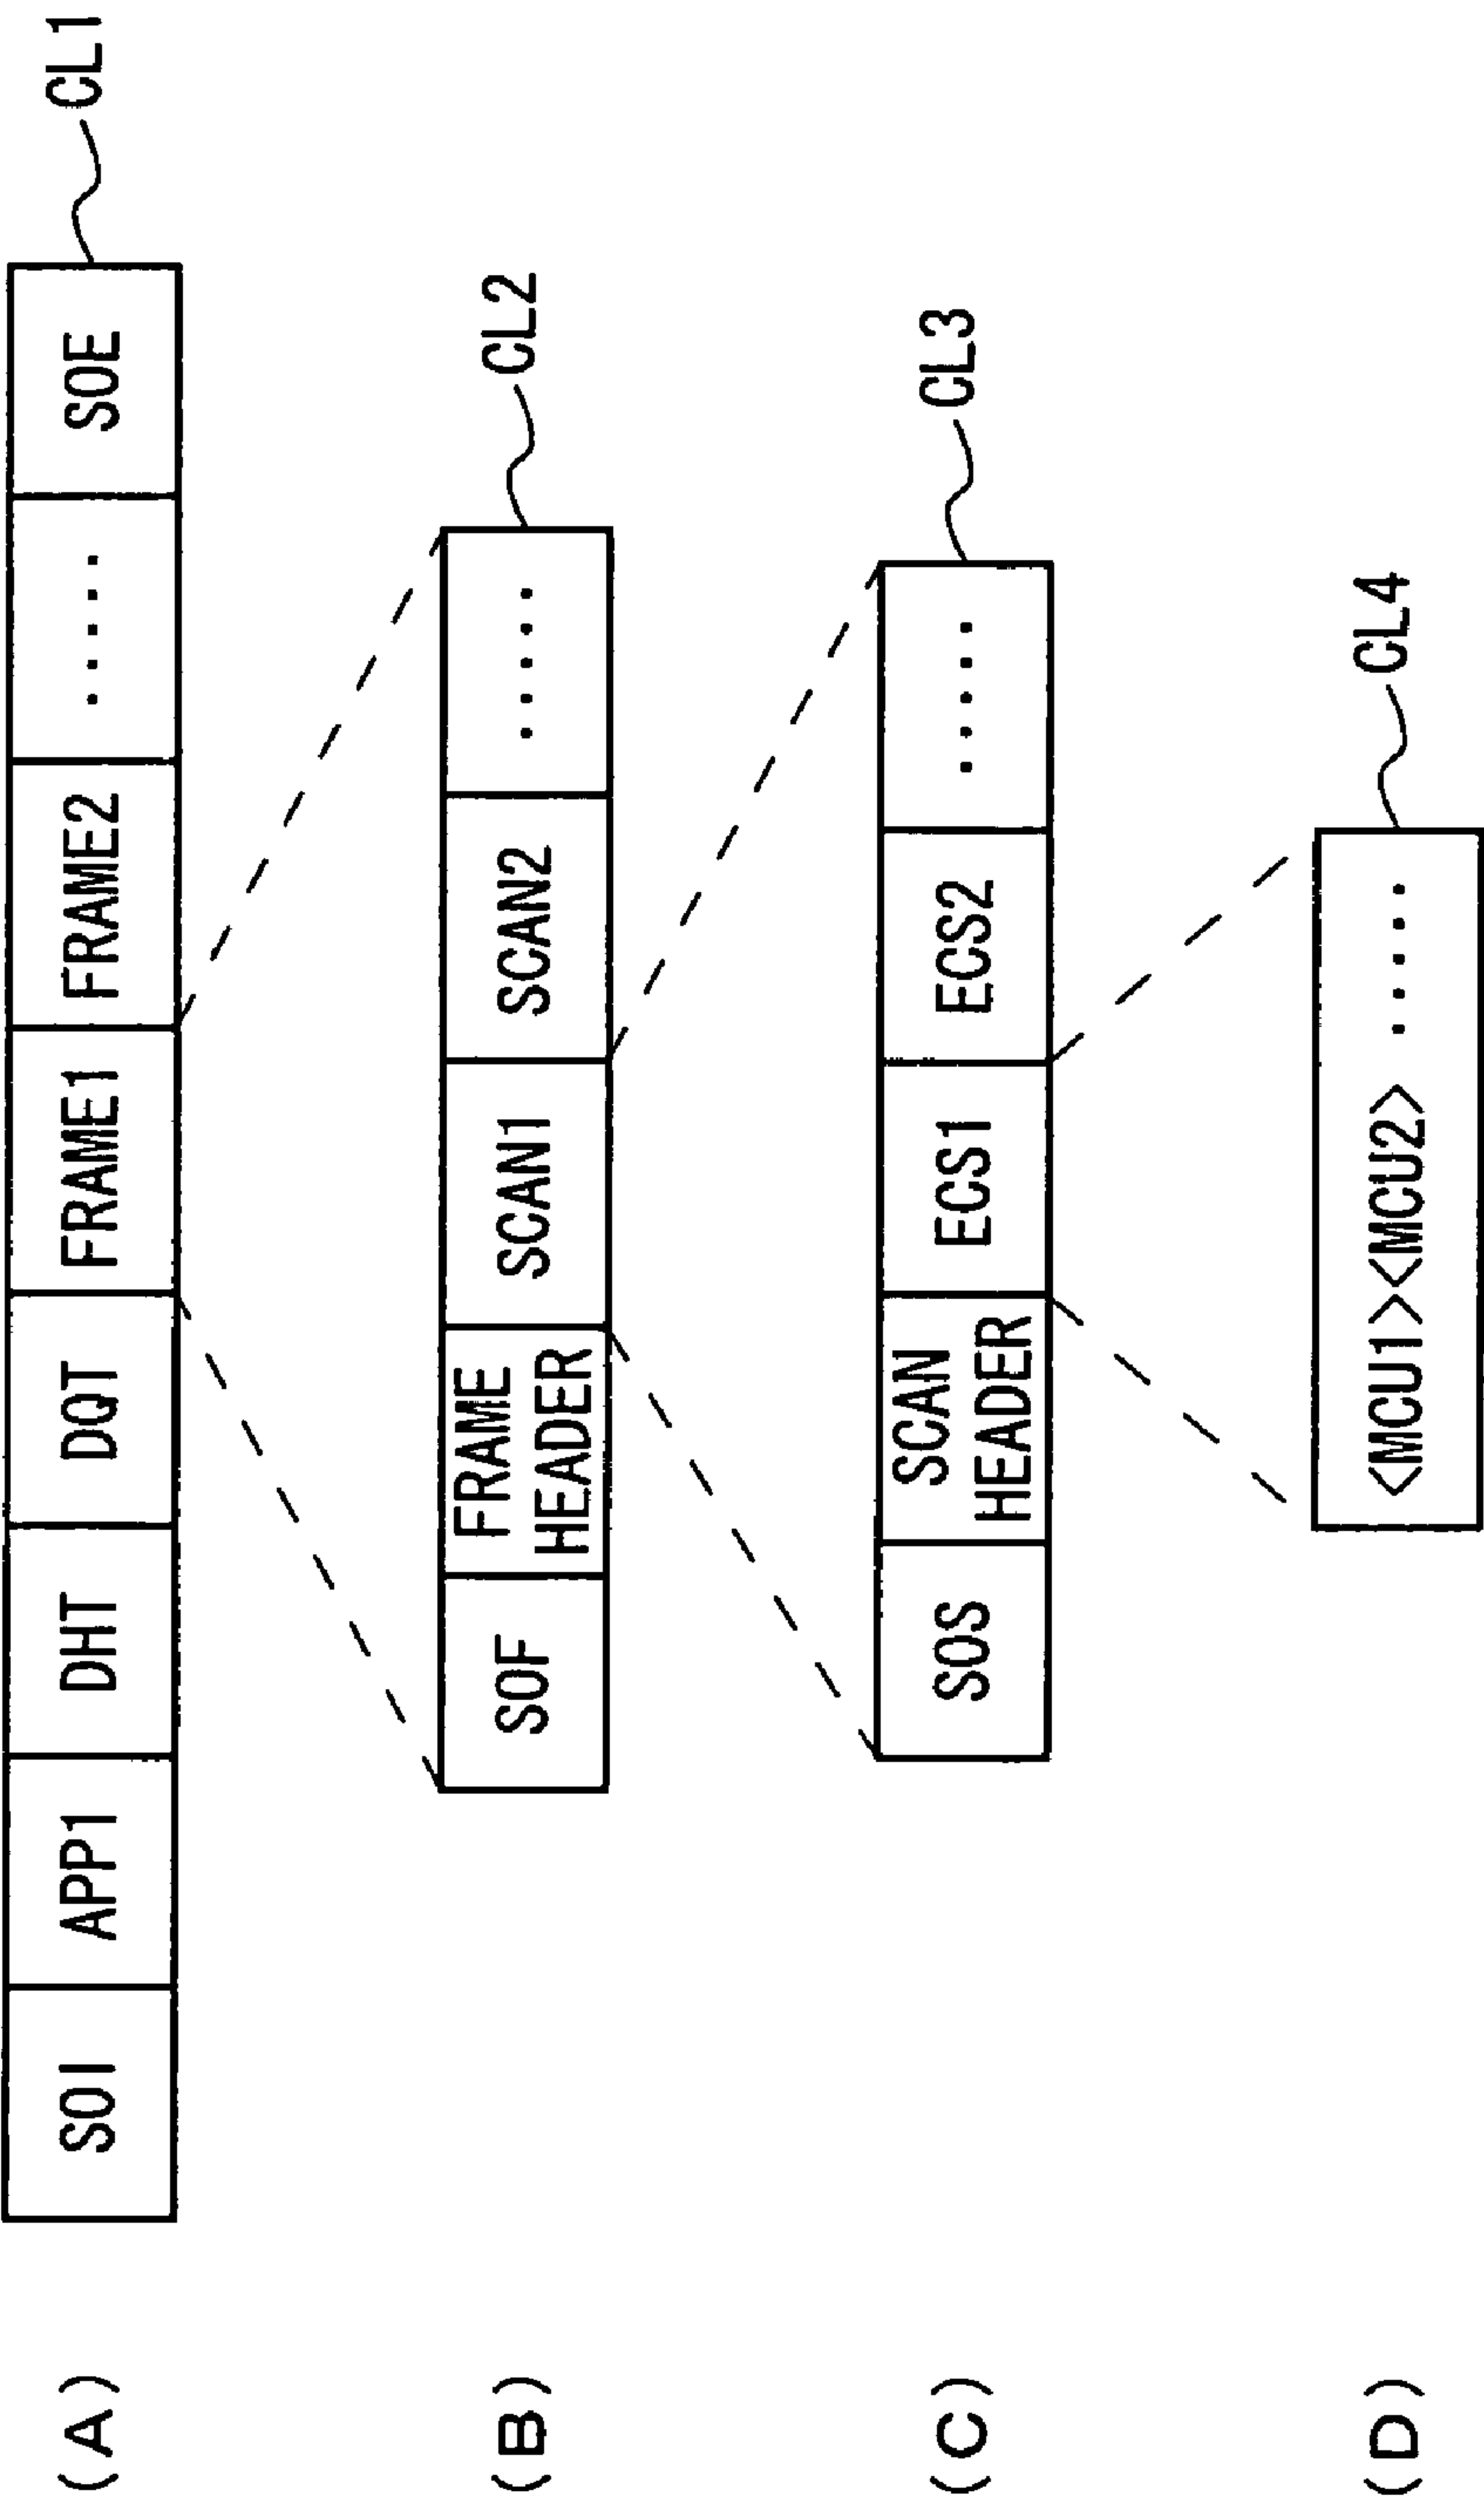 (A) SOI APP1 DHT DQT FRAME1 FRAME2 ..... SOE CL1
(B) SOF FRAME HEADER SCAN1 SCAN2 ..... CL2
(C) SOS SCAN HEADER ECS1 ECS2 ..... CL3
(D) <MCU1><MCU2> ..... CL4